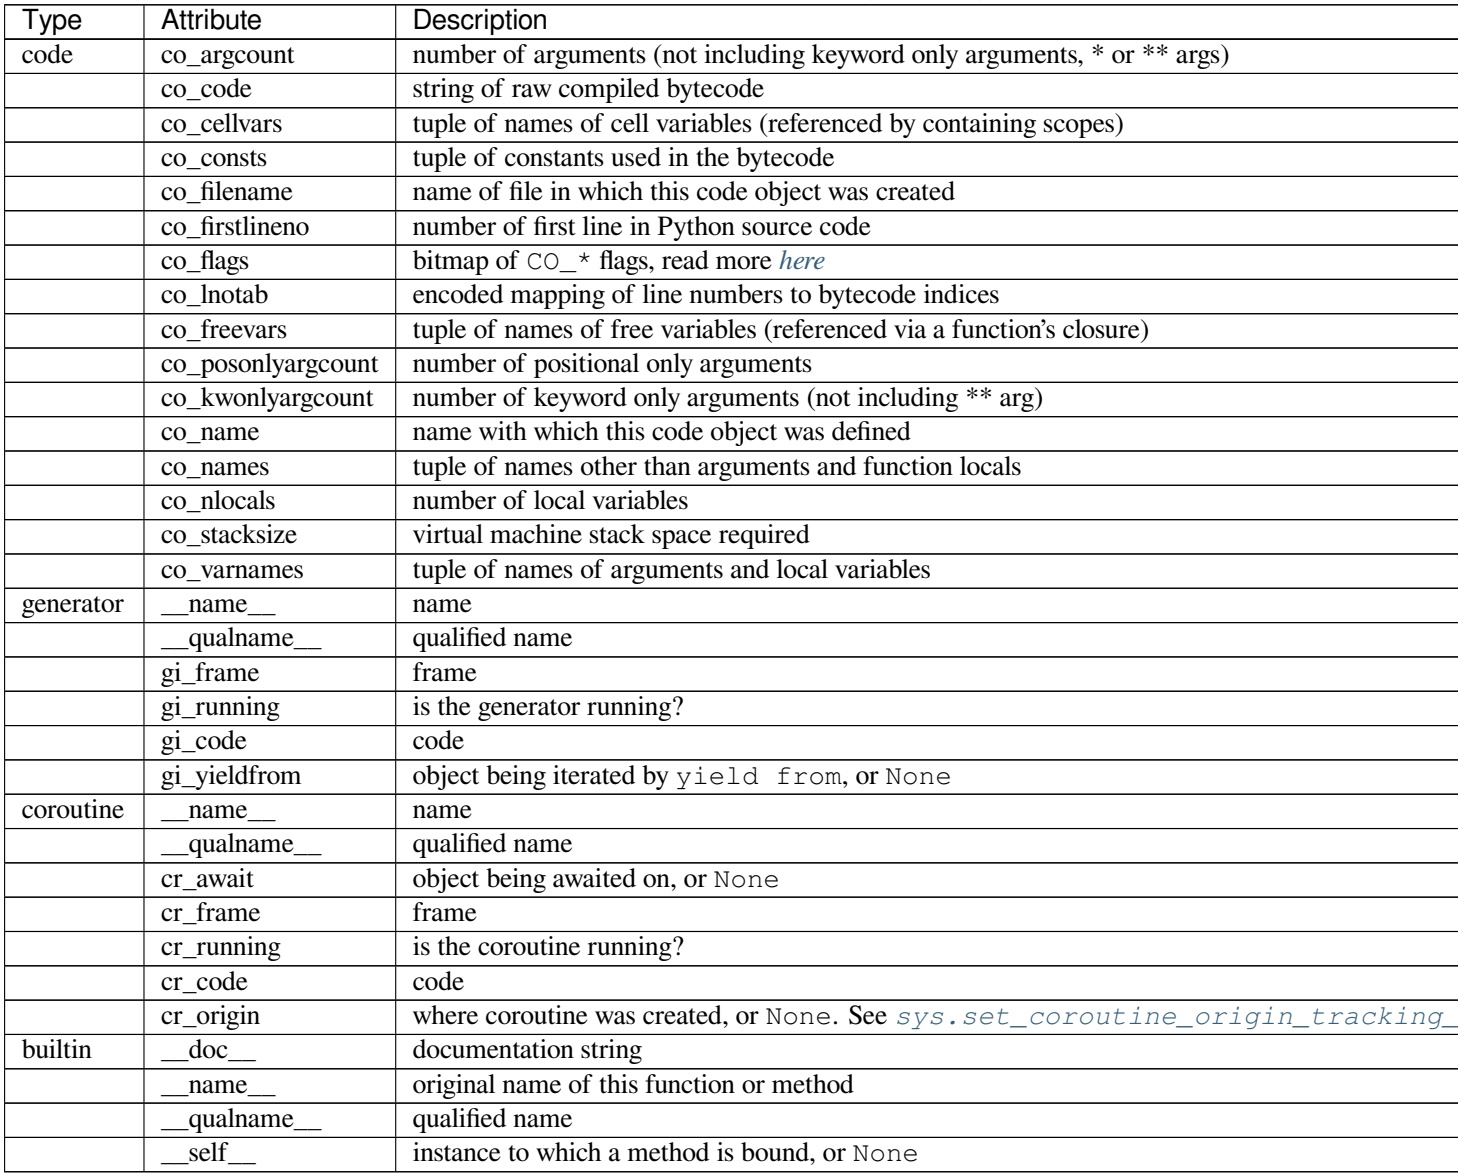 Type Attribute Description
code co_argcount number of arguments (not including keyword only arguments, * or ** args)
co_code string of raw compiled bytecode
co_cellvars tuple of names of cell variables (referenced by containing scopes)
co_consts tuple of constants used in the bytecode
co_filename name of file in which this code object was created
co_firstlineno number of first line in Python source code
co_flags bitmap of CO_* flags, read more here
co_lnotab encoded mapping of line numbers to bytecode indices
co_freevars tuple of names of free variables (referenced via a function’s closure)
co_posonlyargcount number of positional only arguments
co_kwonlyargcount number of keyword only arguments (not including ** arg)
co_name name with which this code object was defined
co_names tuple of names other than arguments and function locals
co_nlocals number of local variables
co_stacksize virtual machine stack space required
co_varnames tuple of names of arguments and local variables
generator __name__ name
__qualname__ qualified name
gi_frame frame
gi_running is the generator running?
gi_code code
gi_yieldfrom object being iterated by yield from, or None
coroutine __name__ name
__qualname__ qualified name
cr_await object being awaited on, or None
cr_frame frame
cr_running is the coroutine running?
cr_code code
cr_origin where coroutine was created, or None. See sys.set_coroutine_origin_tracking_
builtin __doc__ documentation string
__name__ original name of this function or method
__qualname__ qualified name
__self__ instance to which a method is bound, or None